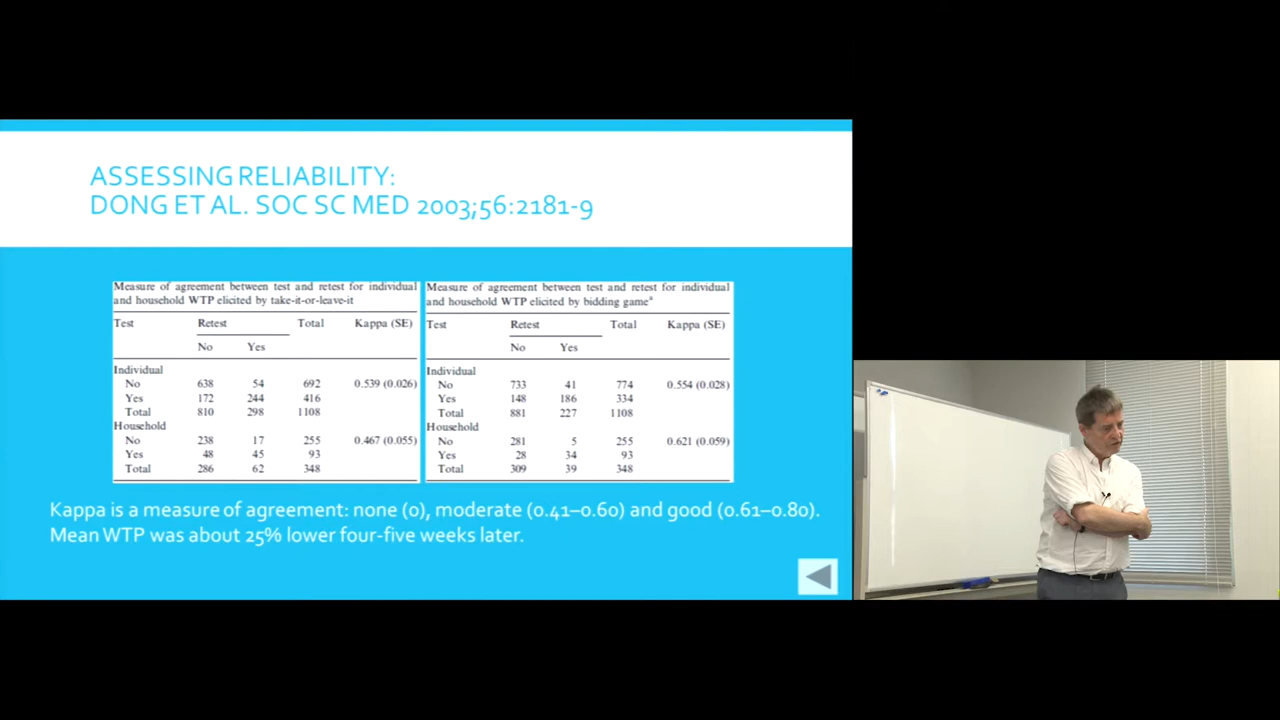 ASSESSING RELIABILITY:
DONG ET AL. SOC SC MED 2003;56:2181-9
Measure of agreement between test and retest for individual
and household WTP elicited by take-it-or-leave-it
Test Retest Total Kappa (SE)
No Yes
Individual
No 638 54 692 0.539 (0.026)
Yes 172 244 416
Total 810 298 1108
Household
No 238 17 255 0.467 (0.055)
Yes 48 45 93
Total 286 62 348
Measure of agreement between test and retest for individual
and household WTP elicited by bidding game^a
Test Retest Total Kappa (SE)
No Yes
Individual
No 733 41 774 0.554 (0.028)
Yes 148 186 334
Total 881 227 1108
Household
No 281 5 255 0.621 (0.059)
Yes 28 34 93
Total 309 39 348
Kappa is a measure of agreement: none (0), moderate (0.41–0.60) and good (0.61–0.80).
Mean WTP was about 25% lower four-five weeks later.